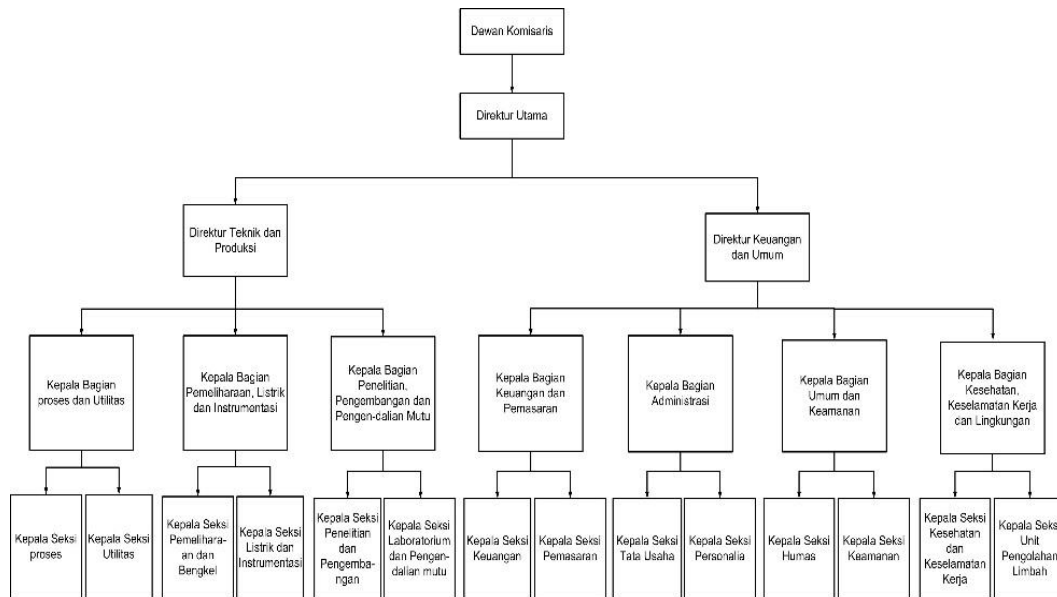 Dewan Komisaris
Direktur Utama
Direktur Teknik dan
Produksi
Direktur Keuangan
dan Umum
Kepala Bagian
proses dan Utilitas
Kepala Bagian
Pemeliharaan, Listrik
dan Instrumentasi
Kepala Bagian
Penelitian,
Pengembangan dan
Pengen-dalian Mutu
Kepala Bagian
Keuangan dan
Pemasaran
Kepala Bagian
Administrasi
Kepala Bagian
Umum dan
Keamanan
Kepala Bagian
Kesehatan,
Keselamatan Kerja
dan Lingkungan
Kepala Seksi
proses
Kepala Seksi
Utilitas
Kepala Seksi
Pemelihara-
an dan
Bengkel
Kepala Seksi
Listrik dan
Instrumentasi
Kepala Seksi
Penelitian
dan
Pengemba-
ngan
Kepala Seksi
Laboratorium
dan Pengen-
dalian mutu
Kepala Seksi
Keuangan
Kepala Seksi
Pemasaran
Kepala Seksi
Tata Usaha
Kepala Seksi
Personalia
Kepala Seksi
Humas
Kepala Seksi
Keamanan
Kepala Seksi
Kesehatan
dan
Keselamatan
Kerja
Kepala Seksi
Unit
Pengolahan
Limbah